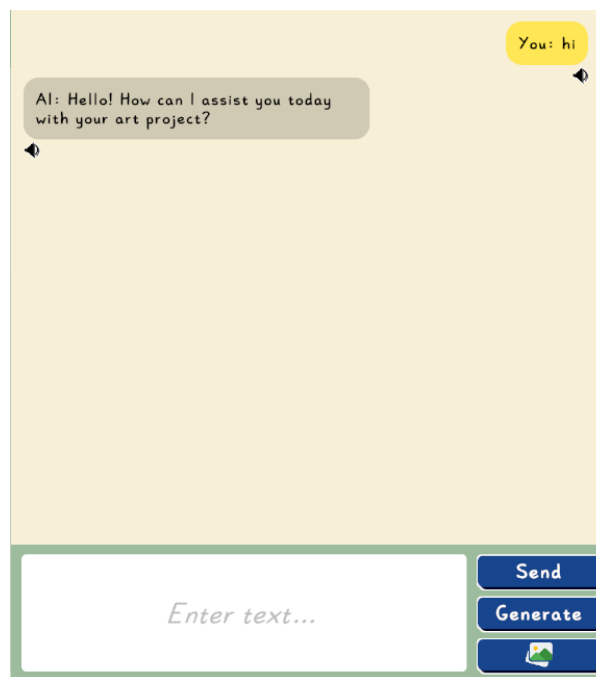 You: hi
AI: Hello! How can I assist you today
with your art project?
Enter text...
Send
Generate